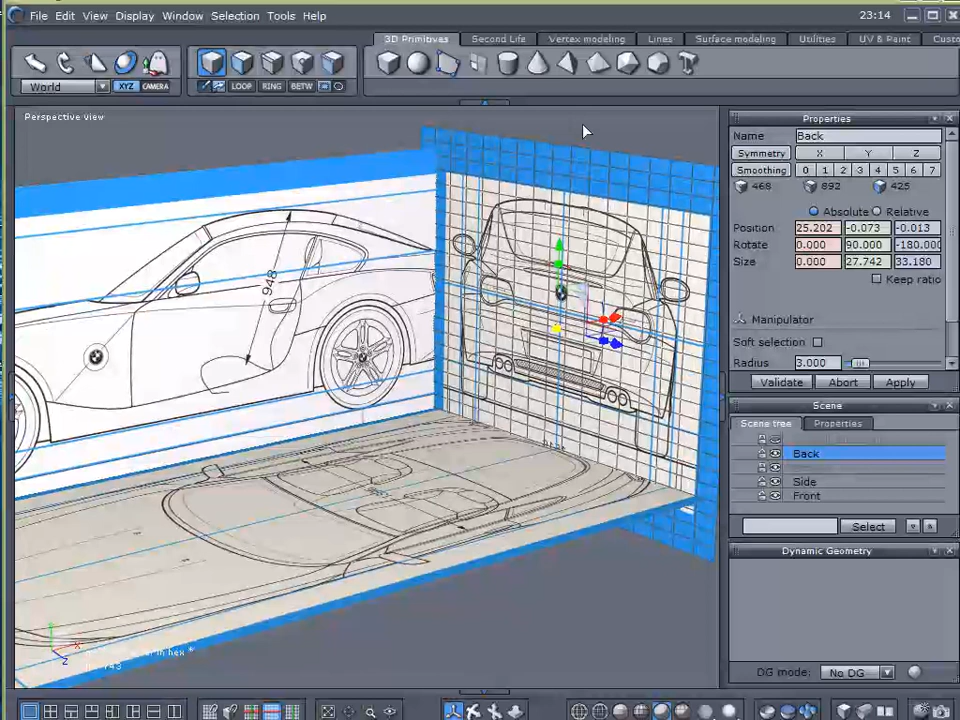 File Edit View Display Window Selection Tools Help 23:14
3D Primitives Second Life Vertex modeling Lines Surface modeling Utilities UV & Paint Custo
World XYZ CAMERA LOOP RING BETW
Perspective view
948
Properties
Name Back
Symmetry X Y Z
Smoothing 0 1 2 3 4 5 6 7
468 892 425
Absolute Relative
Position 25.202 -0.073 -0.013
Rotate 0.000 90.000 -180.000
Size 0.000 27.742 33.180
Keep ratio
Manipulator
Soft selection
Radius 3.000
Validate Abort Apply
Scene
Scene tree Properties
Back
Side
Front
Select
Dynamic Geometry
DG mode: No DG
X
Z